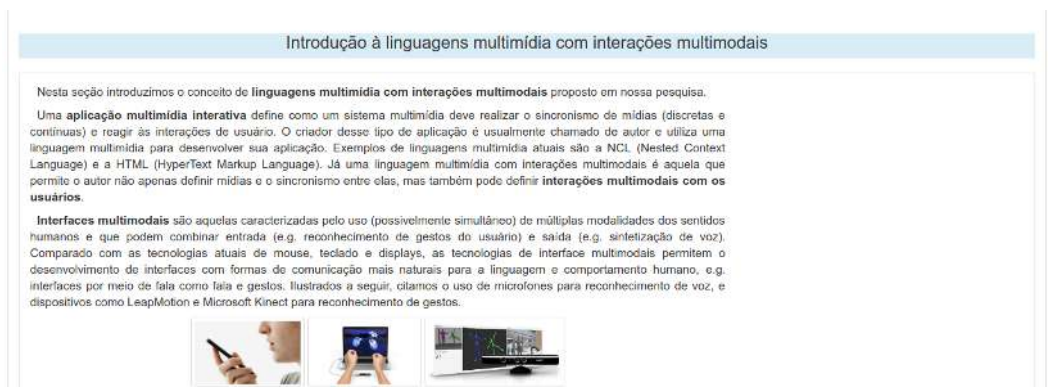 Introdução à linguagens multimídia com interações multimodais
Nesta seção introduzimos o conceito de linguagens multimídia com interações multimodais proposto em nossa pesquisa.
Uma aplicação multimídia interativa define como um sistema multimídia deve realizar o sincronismo de mídias (discretas e
contínuas) e reagir às interações de usuário. O criador desse tipo de aplicação é usualmente chamado de autor e utiliza uma
linguagem multimídia para desenvolver sua aplicação. Exemplos de linguagens multimídia atuais são a NCL (Nested Context
Language) e a HTML (HyperText Markup Language). Já uma linguagem multimídia com interações multimodais é aquela que
permite o autor não apenas definir mídias e o sincronismo entre elas, mas também pode definir interações multimodais com os
usuários.
Interfaces multimodais são aquelas caracterizadas pelo uso (possivelmente simultâneo) de múltiplas modalidades dos sentidos
humanos e que podem combinar entrada (e.g. reconhecimento de gestos do usuário) e saída (e.g. sintetização de voz).
Comparado com as tecnologias atuais de mouse, teclado e displays, as tecnologias de interface multimodais permitem o
desenvolvimento de interfaces com formas de comunicação mais naturais para a linguagem e comportamento humano, e.g.
interfaces por meio de fala como fala e gestos. Ilustrados a seguir, citamos o uso de microfones para reconhecimento de voz, e
dispositivos como LeapMotion e Microsoft Kinect para reconhecimento de gestos.